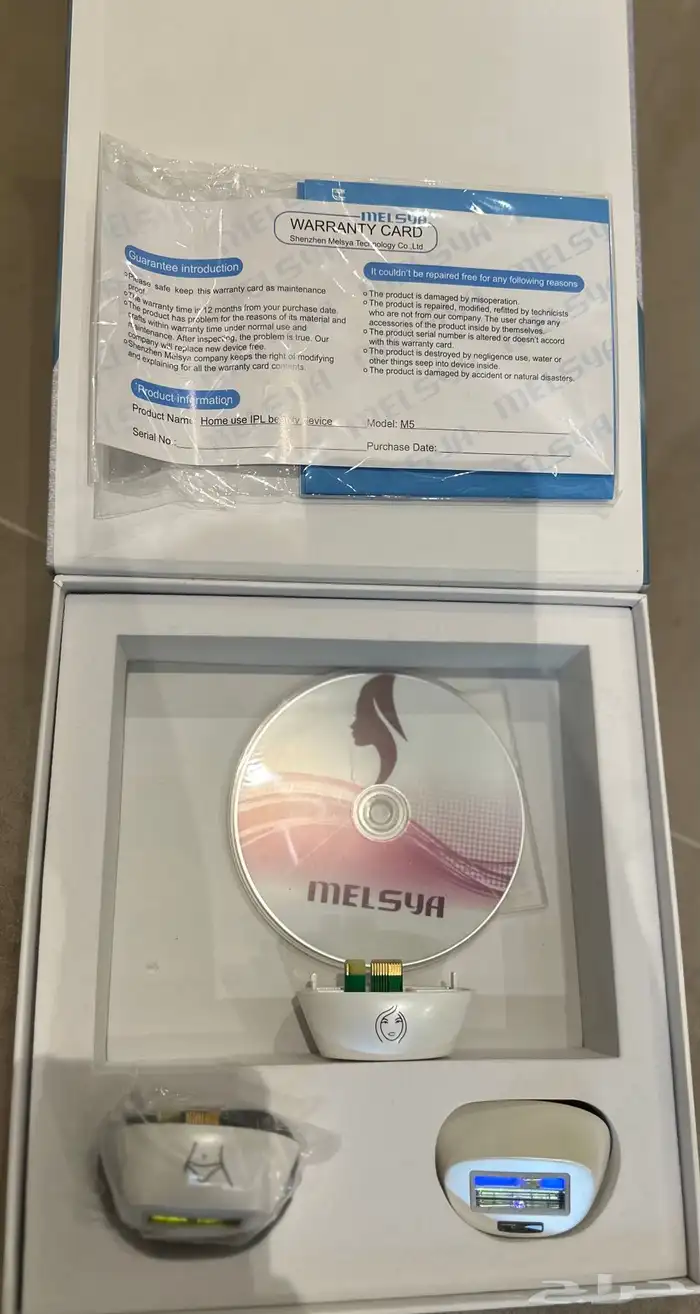 MELSYA
WARRANTY CARD
Shenzhen Melsya Technology Co.,Ltd
Guarantee introduction
Please safe keep this warranty card as maintenance
proof.
The warranty time is 12 months from your purchase date.
The product has problem for the reasons of its material and
crafts within warranty time under normal use and
maintenance. After inspecting, the problem is true. Our
company will replace new device free.
Shenzhen Melsya company keeps the right of modifying
and explaining for all the warranty card contents.
It couldn't be repaired free for any following reasons
The product is damaged by misoperation.
The product is repaired, modified, refitted by technicists
who are not from our company. The user change any
accessories of the product inside by themselves.
The product serial number is altered or doesn't accord
with this warranty card.
The product is destroyed by negligence use, water or
other things seep into device inside.
The product is damaged by accident or natural disasters.
Product information
Product Name: Home use IPL beauty device
Model: M5
Serial No.:
Purchase Date:
MELSYA
حراج